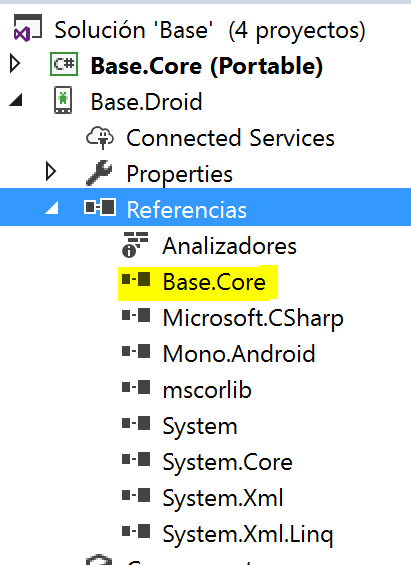 Solución 'Base' (4 proyectos)
C# Base.Core (Portable)
Base.Droid
Connected Services
Properties
Referencias
Analizadores
Base.Core
Microsoft.CSharp
Mono.Android
mscorlib
System
System.Core
System.Xml
System.Xml.Linq